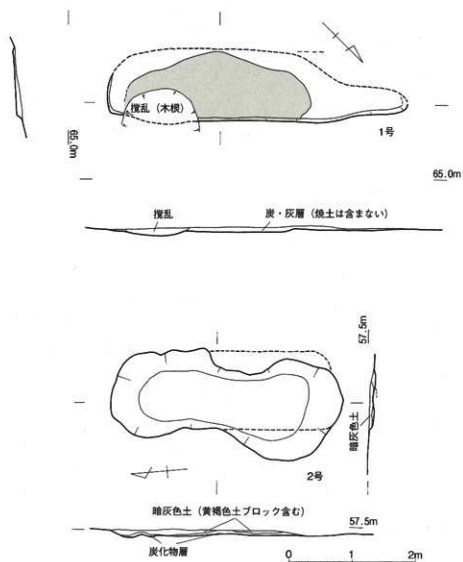 撹乱（木根）
1号
65.0m
65.0m
撹乱
炭・灰層（焼土は含まない）
57.5m
暗灰色土
2号
暗灰色土（黄褐色土ブロック含む）
57.5m
炭化物層
0 1 2m